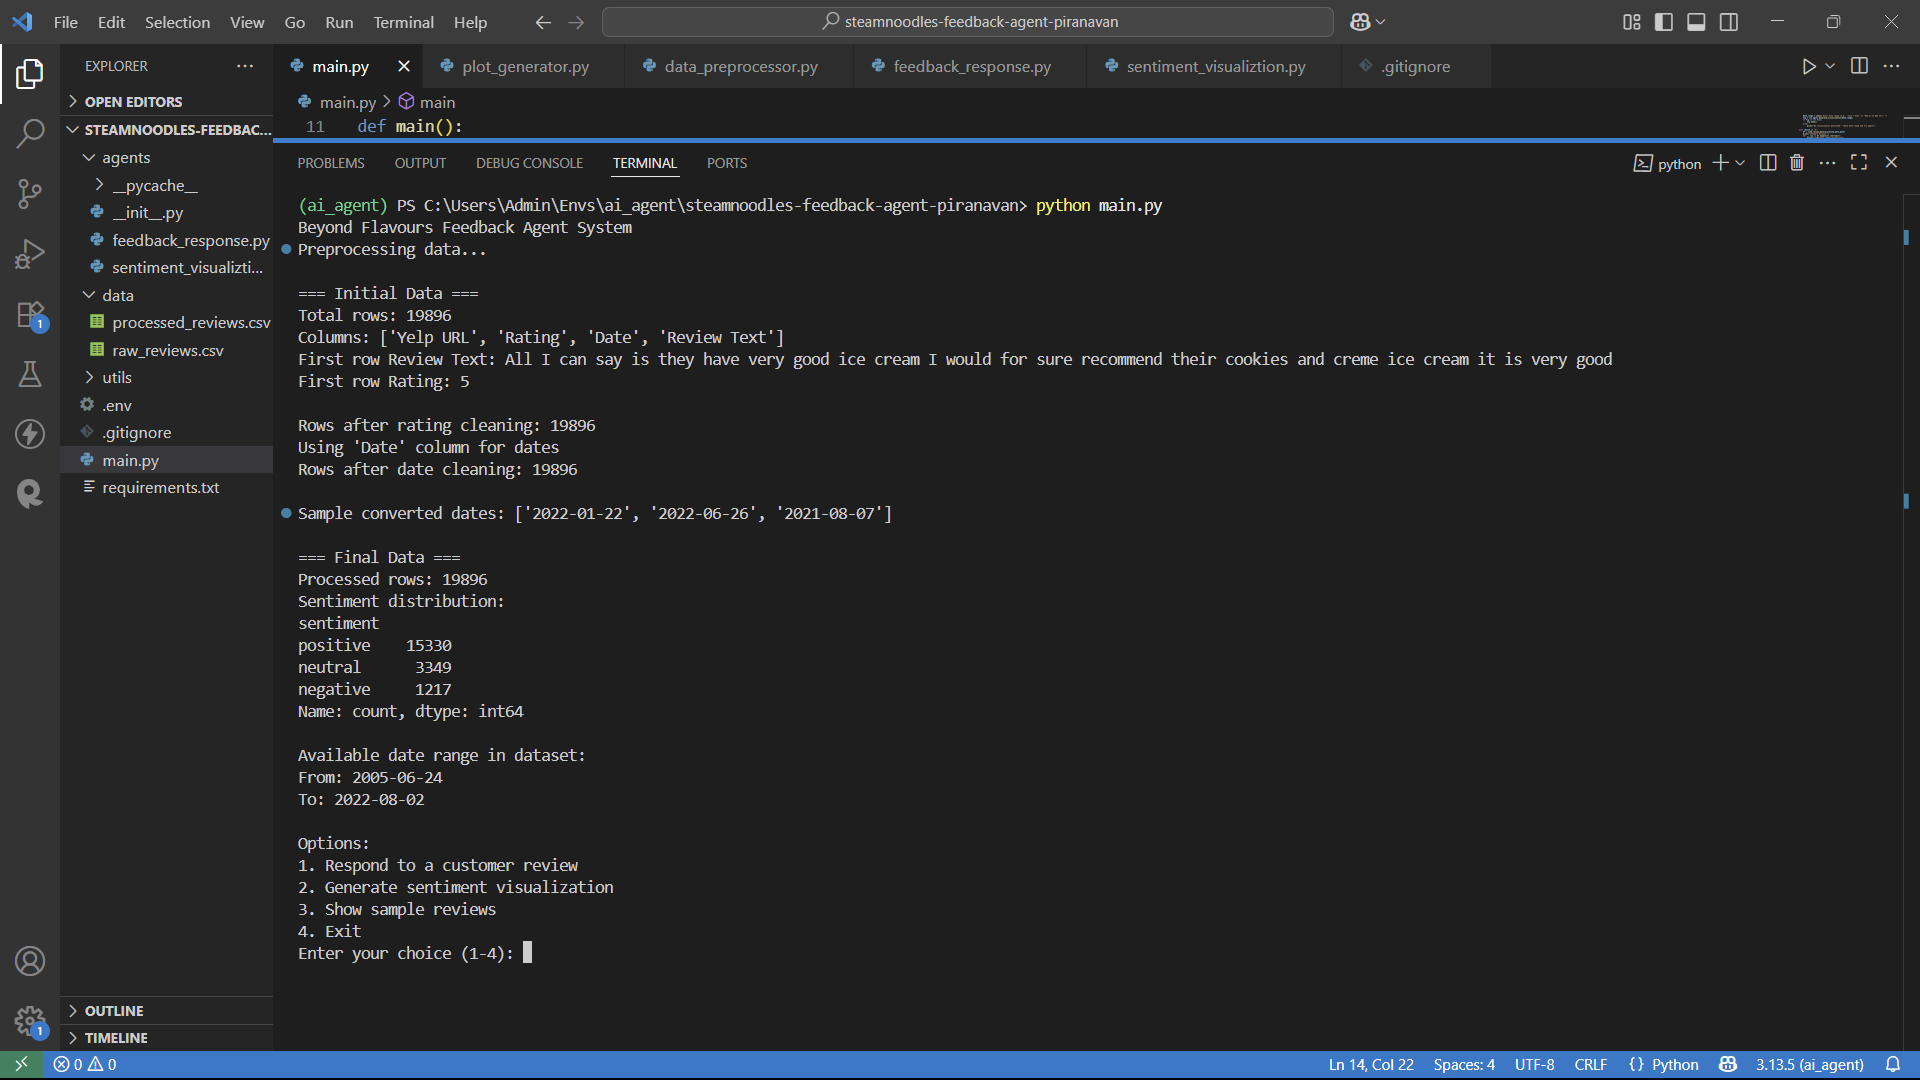 File Edit Selection View Go Run Terminal Help
steamnoodles-feedback-agent-piranavan
EXPLORER
OPEN EDITORS
STEAMNOODLES-FEEDBAC...
agents
__pycache__
__init__.py
feedback_response.py
sentiment_visualizti...
data
processed_reviews.csv
raw_reviews.csv
utils
.env
.gitignore
main.py
requirements.txt
OUTLINE
TIMELINE
main.py plot_generator.py data_preprocessor.py feedback_response.py sentiment_visualiztion.py .gitignore
main.py > main
11 def main():
PROBLEMS OUTPUT DEBUG CONSOLE TERMINAL PORTS
python
(ai_agent) PS C:\Users\Admin\Envs\ai_agent\steamnoodles-feedback-agent-piranavan> python main.py
Beyond Flavours Feedback Agent System
Preprocessing data...
=== Initial Data ===
Total rows: 19896
Columns: ['Yelp URL', 'Rating', 'Date', 'Review Text']
First row Review Text: All I can say is they have very good ice cream I would for sure recommend their cookies and creme ice cream it is very good
First row Rating: 5
Rows after rating cleaning: 19896
Using 'Date' column for dates
Rows after date cleaning: 19896
Sample converted dates: ['2022-01-22', '2022-06-26', '2021-08-07']
=== Final Data ===
Processed rows: 19896
Sentiment distribution:
sentiment
positive 15330
neutral 3349
negative 1217
Name: count, dtype: int64
Available date range in dataset:
From: 2005-06-24
To: 2022-08-02
Options:
1. Respond to a customer review
2. Generate sentiment visualization
3. Show sample reviews
4. Exit
Enter your choice (1-4):
1
1
0 0
Ln 14, Col 22 Spaces: 4 UTF-8 CRLF {} Python 3.13.5 (ai_agent)